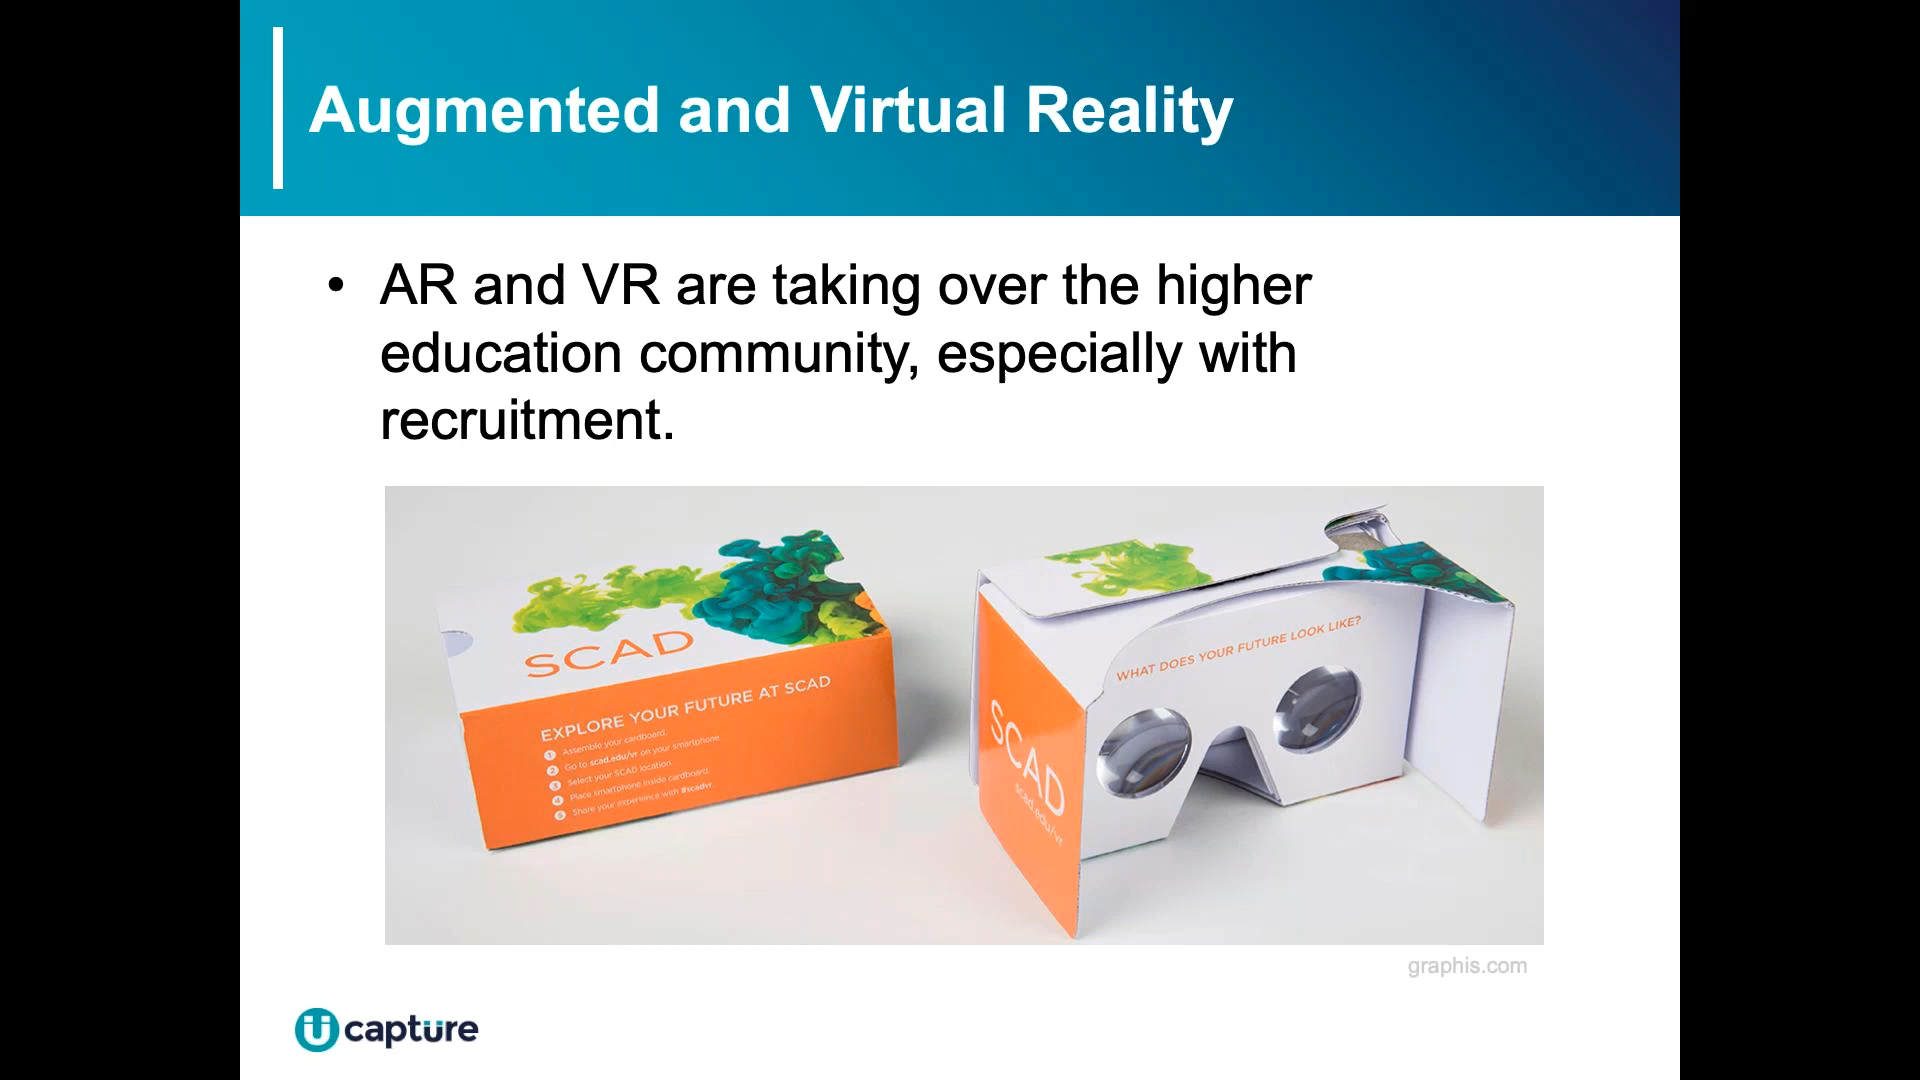 Augmented and Virtual Reality
• AR and VR are taking over the higher
education community, especially with
recruitment.
SCAD
EXPLORE YOUR FUTURE AT SCAD
1 Assemble your cardboard.
2 Go to scad.edu/vr on your smartphone.
3 Select your SCAD location.
4 Place smartphone inside cardboard.
5 Share your experience with #scadvr
WHAT DOES YOUR FUTURE LOOK LIKE?
SCAD
scad.edu/vr
graphis.com
U capture